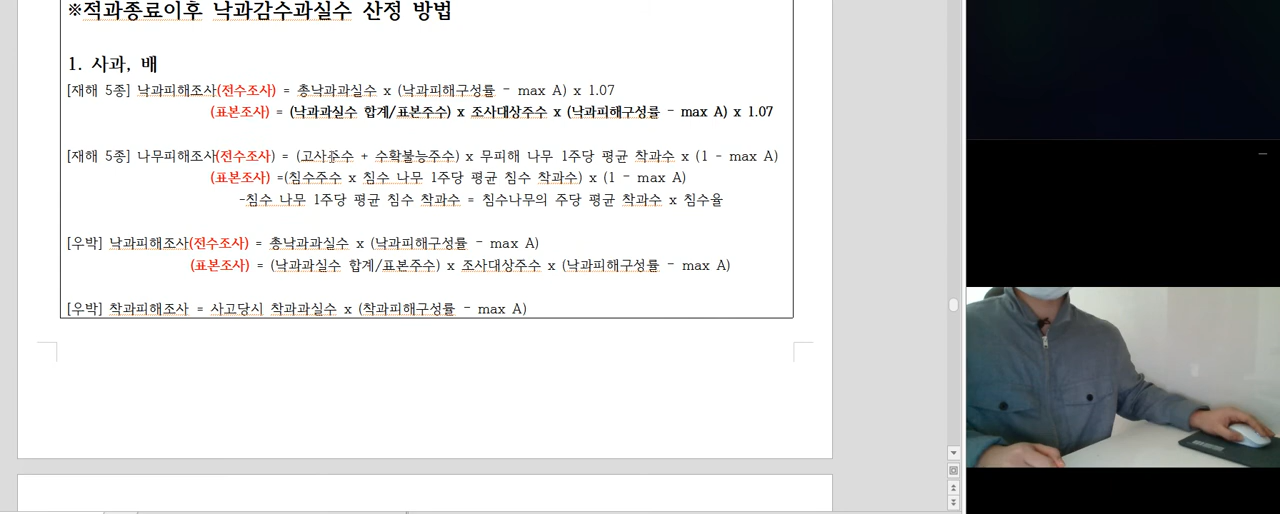 ※적과종료이후 낙과감수과실수 산정 방법
1. 사과, 배
[재해 5종] 낙과피해조사(전수조사) = 총낙과과실수 x (낙과피해구성률 - max A) x 1.07
(표본조사) = (낙과과실수 합계/표본주수) x 조사대상주수 x (낙과피해구성률 - max A) x 1.07
[재해 5종] 나무피해조사(전수조사) = (고사주수 + 수확불능주수) x 무피해 나무 1주당 평균 착과수 x (1 - max A)
(표본조사) =(침수주수 x 침수 나무 1주당 평균 침수 착과수) x (1 - max A)
-침수 나무 1주당 평균 침수 착과수 = 침수나무의 주당 평균 착과수 x 침수율
[우박] 낙과피해조사(전수조사) = 총낙과과실수 x (낙과피해구성률 - max A)
(표본조사) = (낙과과실수 합계/표본주수) x 조사대상주수 x (낙과피해구성률 - max A)
[우박] 착과피해조사 = 사고당시 착과과실수 x (착과피해구성률 - max A)